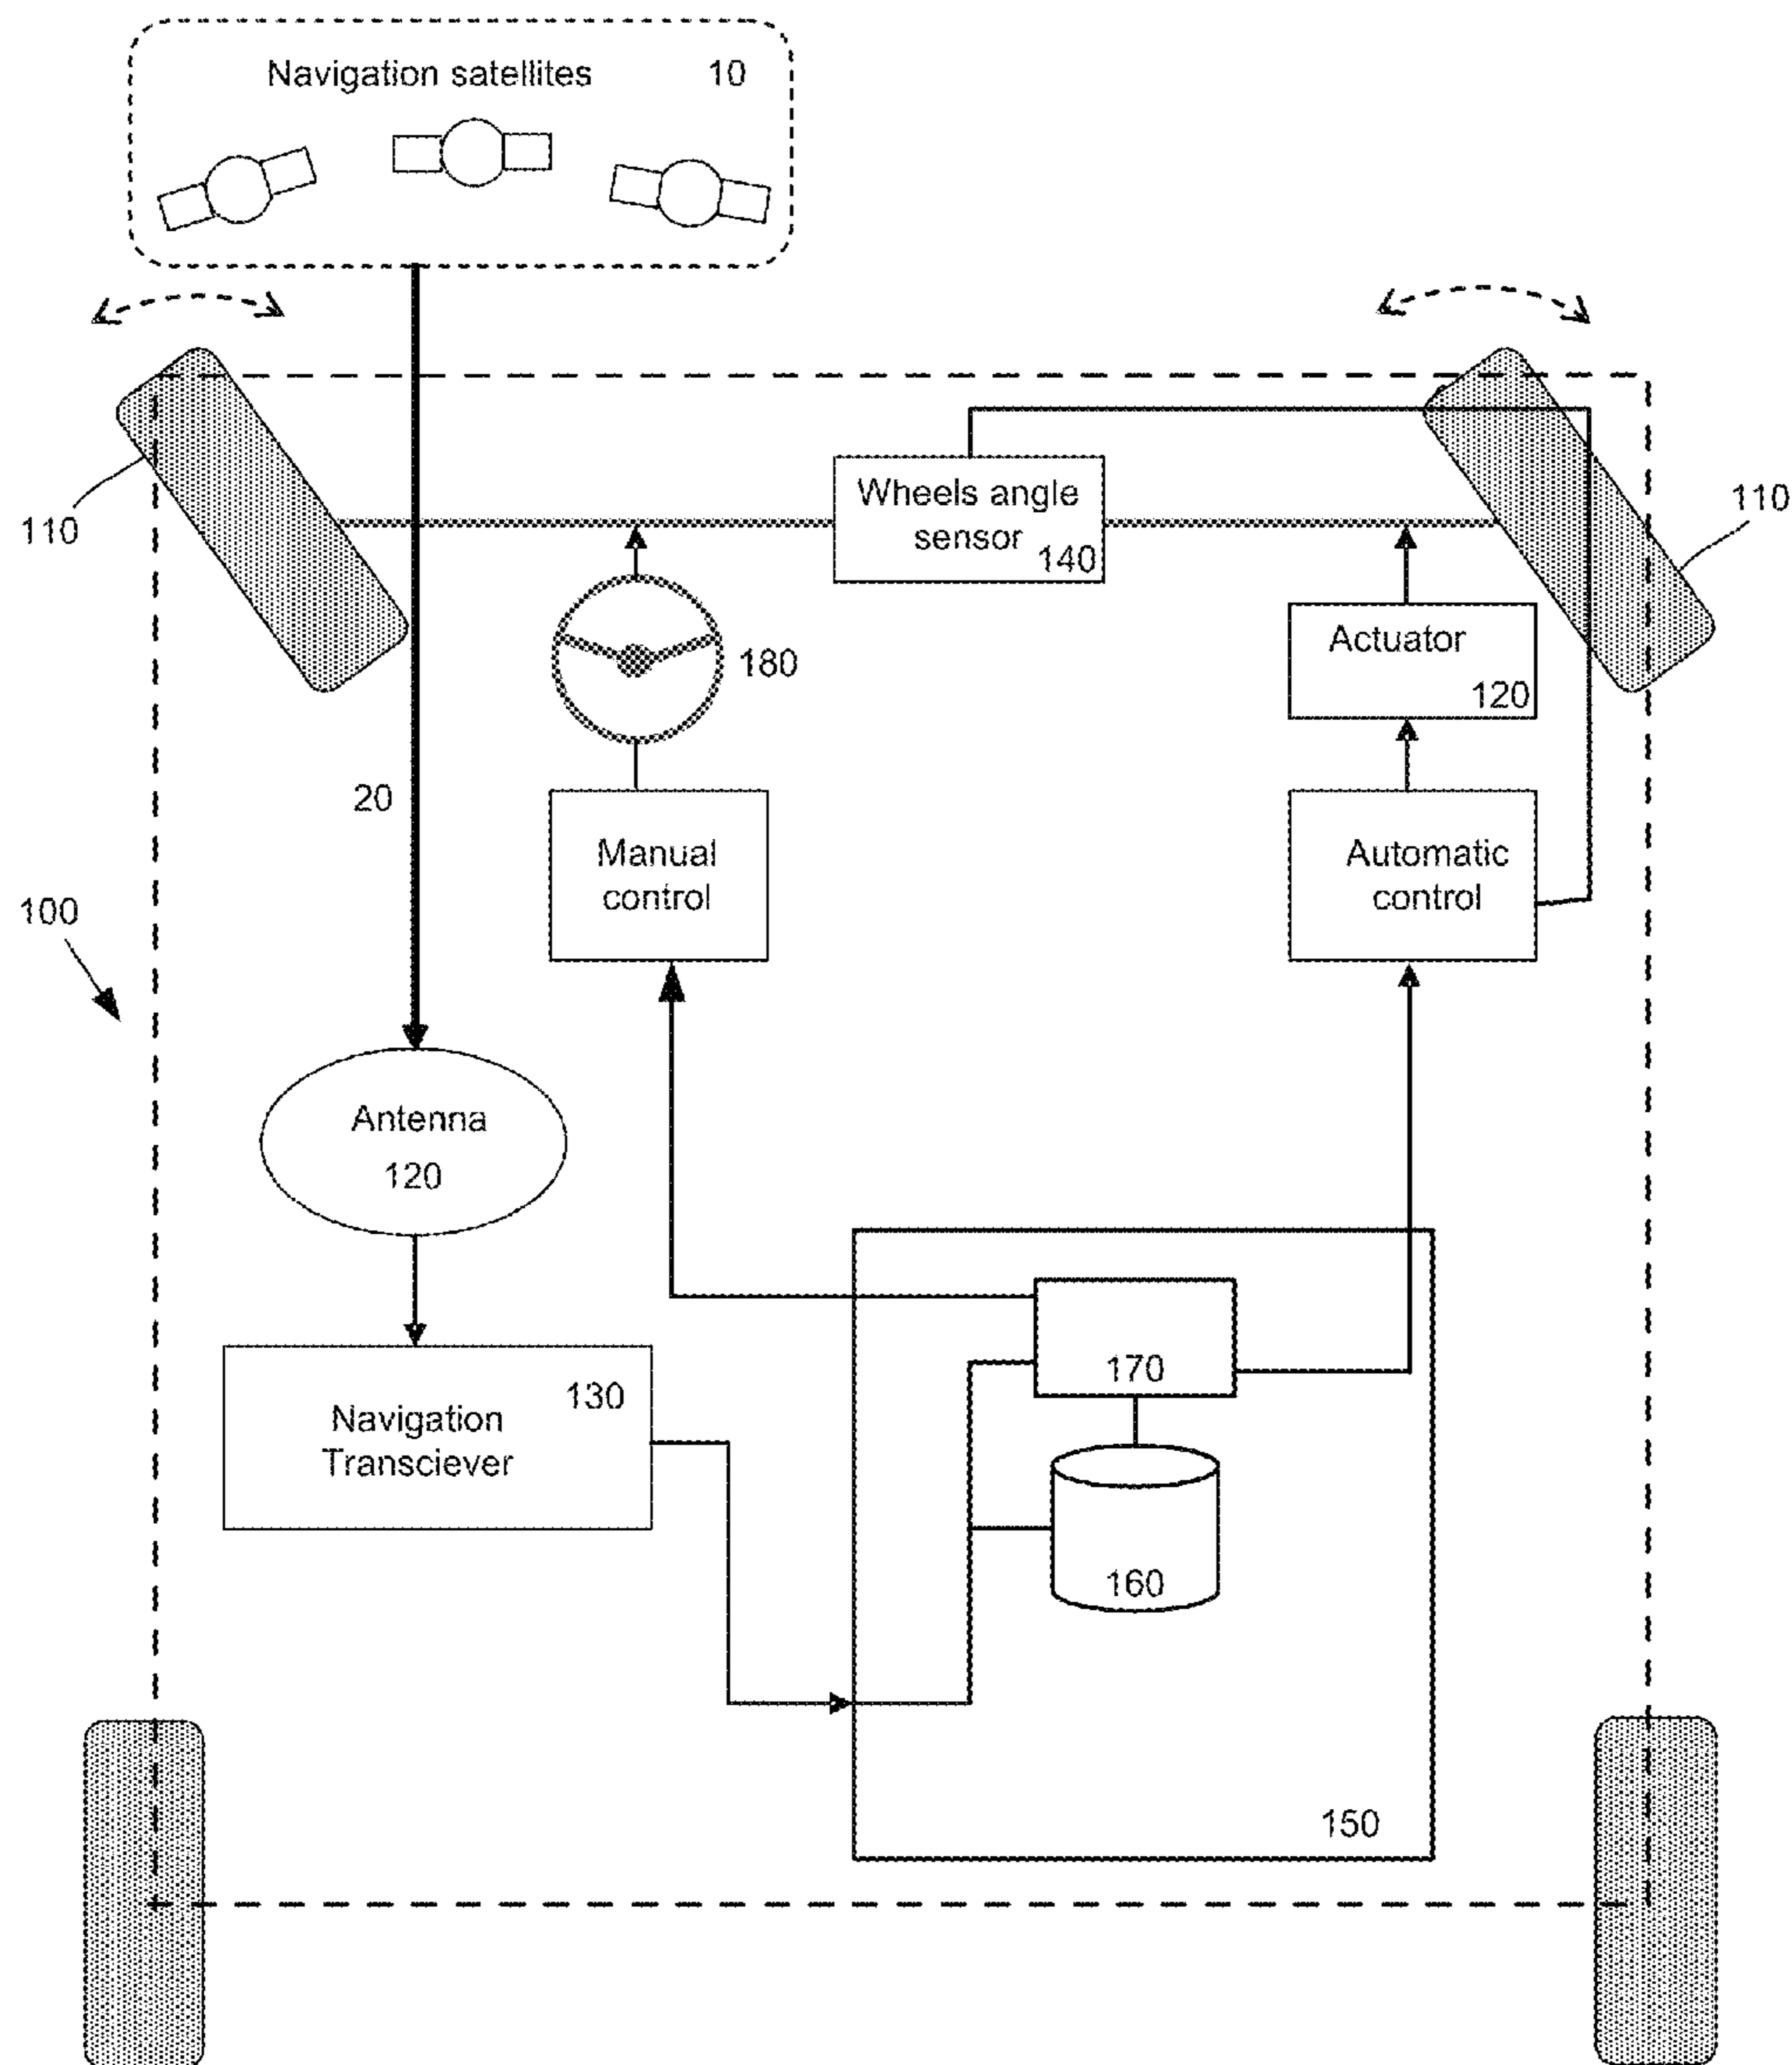 Navigation satellites 10
110
Wheels angle
sensor
140
110
180
Actuator
120
20
Manual
control
Automatic
control
100
Antenna
120
130
Navigation
Transciever
170
160
150